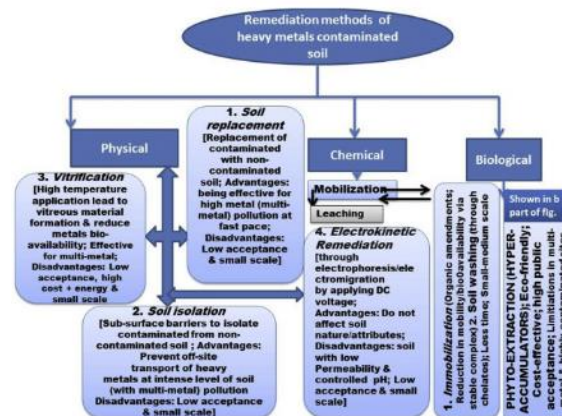 Remediation methods of
heavy metals contaminated
soil
Physical
Chemical
Biological
1. Soil
replacement
[Replacement of
contaminated
with non-
contaminated
soil; Advantages:
being effective for
high metal (multi-
metal) pollution at
fast pace;
Disadvantages:
Low acceptance
& small scale]
3. Vitrification
[High temperature
application lead to
vitreous material
formation & reduce
metals bio-
availability; Effective
for multi-metal;
Disadvantages: Low
acceptance, high
cost + energy &
small scale
2. Soil isolation
[Sub-surface barriers to isolate
contaminated from non-
contaminated soil ; Advantages:
Prevent off-site
transport of heavy
metals at intense level of soil
(with multi-metal) pollution
Disadvantages: Low acceptance
& small scale]
Mobilization
Leaching
4. Electrokinetic
Remediation
[through
electrophoresis/ele
ctromigration
by applying DC
voltage;
Advantages: Do not
affect soil
nature/attributes;
Disadvantages: soil
with low
Permeability &
controlled pH; Low
acceptance & small
scale]
1. Immobilization (Organic amendments;
Reduction in mobility/bio0availability via
stable complex) 2. Soil washing (through
chelates); Loss time; Small-medium scale
Shown in b
part of fig.
PHYTO-EXTRACTION (HYPER-
ACCUMULATORS); Eco-friendly;
Cost-effective; high public
acceptance; Limitations in multi-